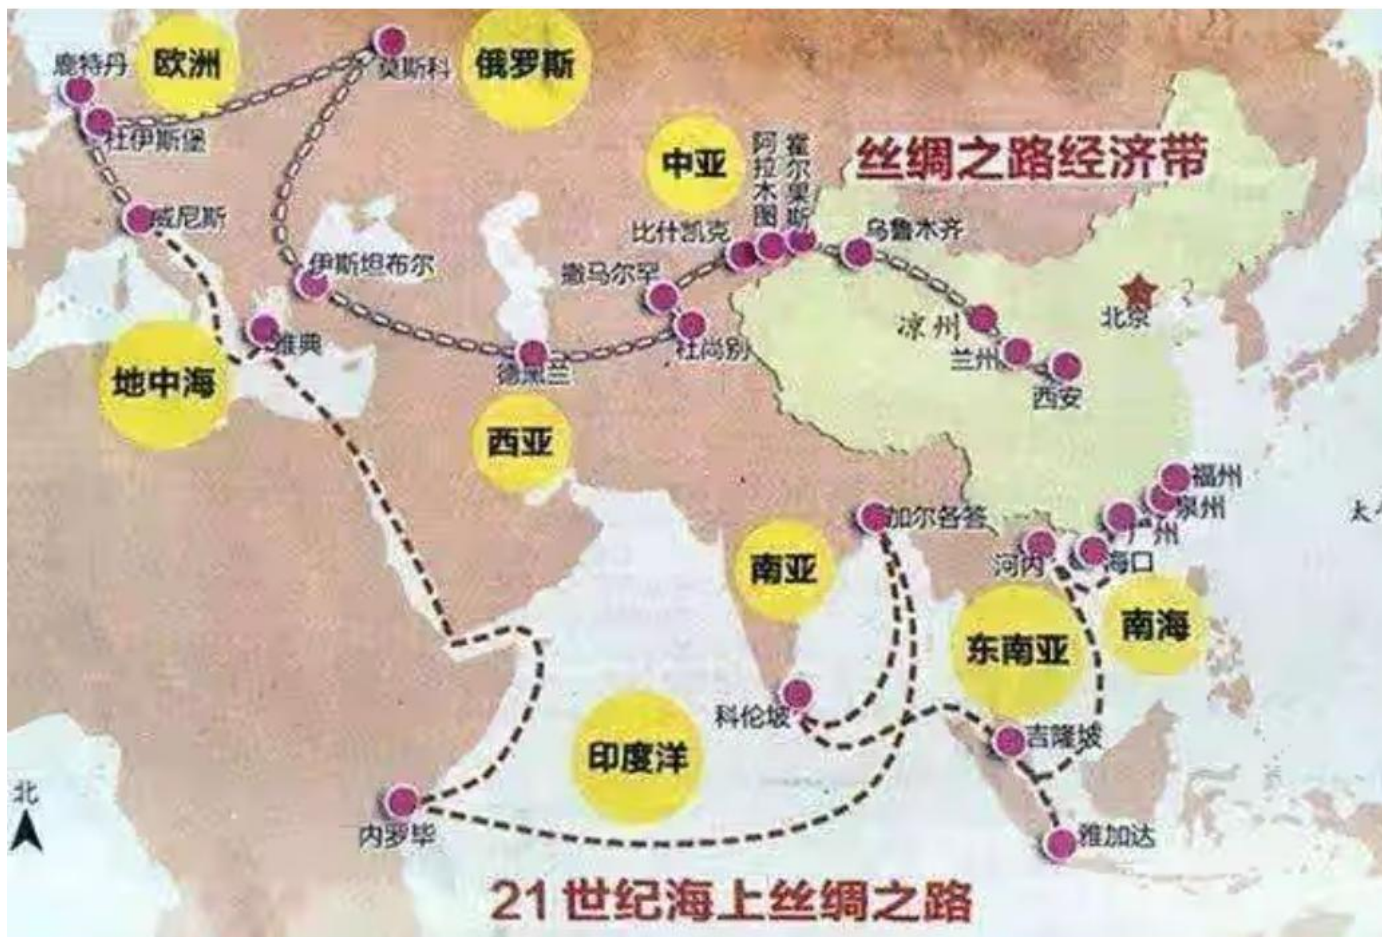 鹿特丹
欧洲
莫斯科
俄罗斯
杜伊斯堡
中亚
阿拉木图
霍尔果斯
丝绸之路经济带
威尼斯
比什凯克
乌鲁木齐
伊斯坦布尔
撒马尔罕
北京
凉州
雅典
杜尚别
兰州
德黑兰
西安
地中海
西亚
福州
泉州
加尔各答
广州
河内
海口
南亚
南海
东南亚
科伦坡
吉隆坡
印度洋
北
内罗毕
雅加达
21世纪海上丝绸之路